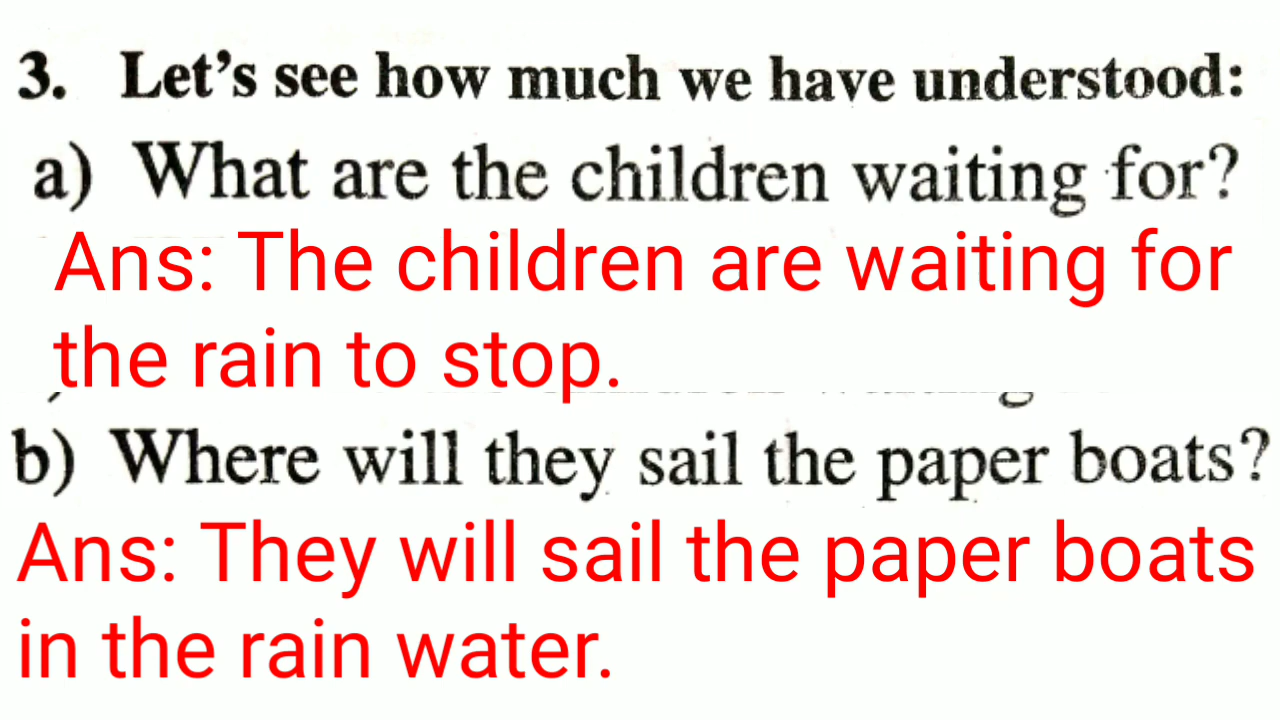 3. Let's see how much we have understood:
a) What are the children waiting for?
Ans: The children are waiting for
the rain to stop.
b) Where will they sail the paper boats?
Ans: They will sail the paper boats
in the rain water.